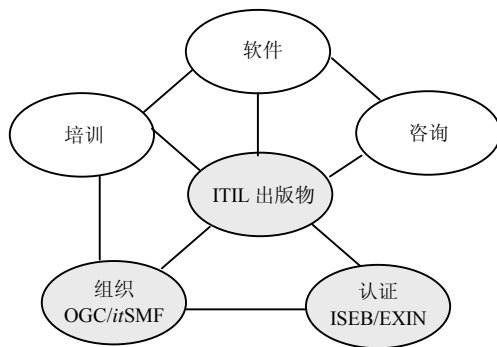 软件
培训
咨询
ITIL 出版物
组织
OGC/itSMF
认证
ISEB/EXIN